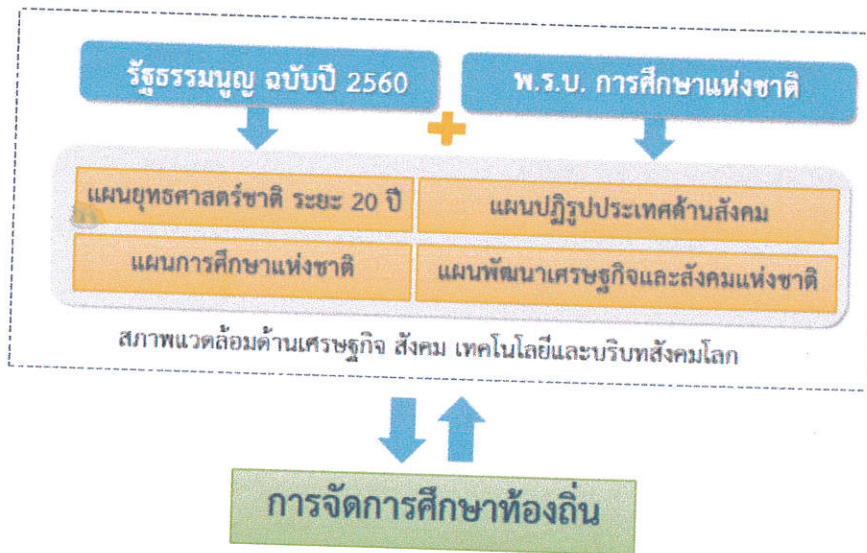 รัฐธรรมนูญ ฉบับปี 2560
พ.ร.บ. การศึกษาแห่งชาติ
แผนยุทธศาสตร์ชาติ ระยะ 20 ปี
แผนปฏิรูปประเทศด้านสังคม
แผนการศึกษาแห่งชาติ
แผนพัฒนาเศรษฐกิจและสังคมแห่งชาติ
สภาพแวดล้อมด้านเศรษฐกิจ สังคม เทคโนโลยีและบริบทสังคมโลก
การจัดการศึกษาท้องถิ่น